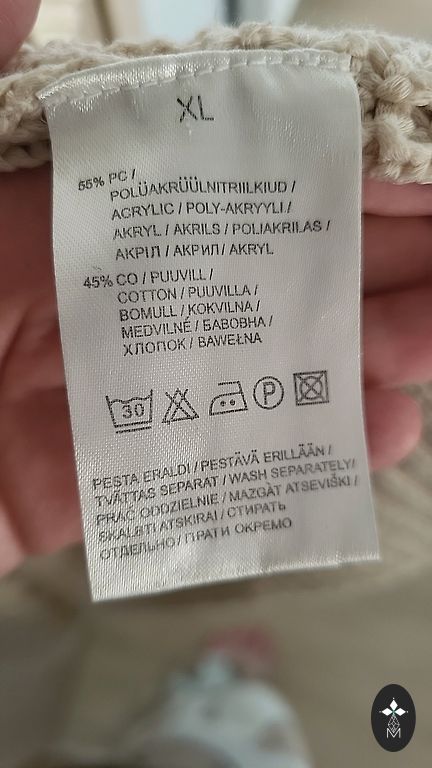 XL
55% PC /
POLÜAKRÜÜLNITRIILKIUD /
ACRYLIC / POLY-AKRYYLI /
AKRYL / AKRILS / POLIAKRILAS /
АКРІЛ / АКРИЛ / AKRYL
45% CO / PUUVILL /
COTTON / PUUVILLA /
BOMULL / KOKVILNA /
MEDVILNĖ / БАВОВНА /
ХЛОПОК / BAWEŁNA
30
P
PESTA ERALDI / PESTÄVÄ ERILLÄÄN /
TVÄTTAS SEPARAT / WASH SEPARATELY/
PRAĆ ODDZIELNIE / MAZGĀT ATSEVIŠĶI /
SKALBTI ATSKIRAI / СТИРАТЬ
ОТДЕЛЬНО / ПРАТИ ОКРЕМО
M